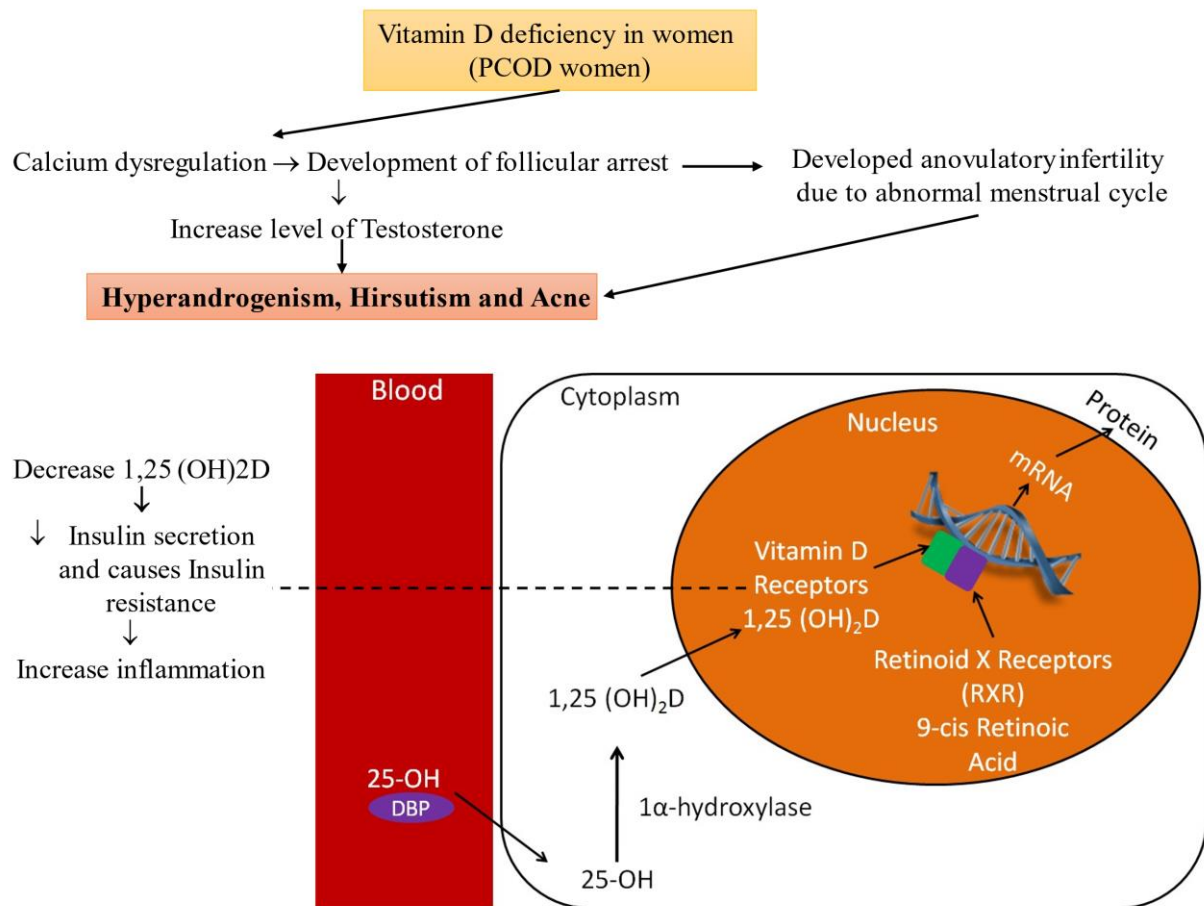 Vitamin D deficiency in women
(PCOD women)
Calcium dysregulation → Development of follicular arrest
Developed anovulatory infertility
due to abnormal menstrual cycle
↓
Increase level of Testosterone
Hyperandrogenism, Hirsutism and Acne
Decrease 1,25 (OH)2D
↓
↓ Insulin secretion
and causes Insulin
resistance
↓
Increase inflammation
Blood
25-OH
DBP
Cytoplasm
25-OH
1α-hydroxylase
1,25 (OH)₂D
Nucleus
Vitamin D
Receptors
1,25 (OH)₂D
Retinoid X Receptors
(RXR)
9-cis Retinoic
Acid
mRNA
Protein